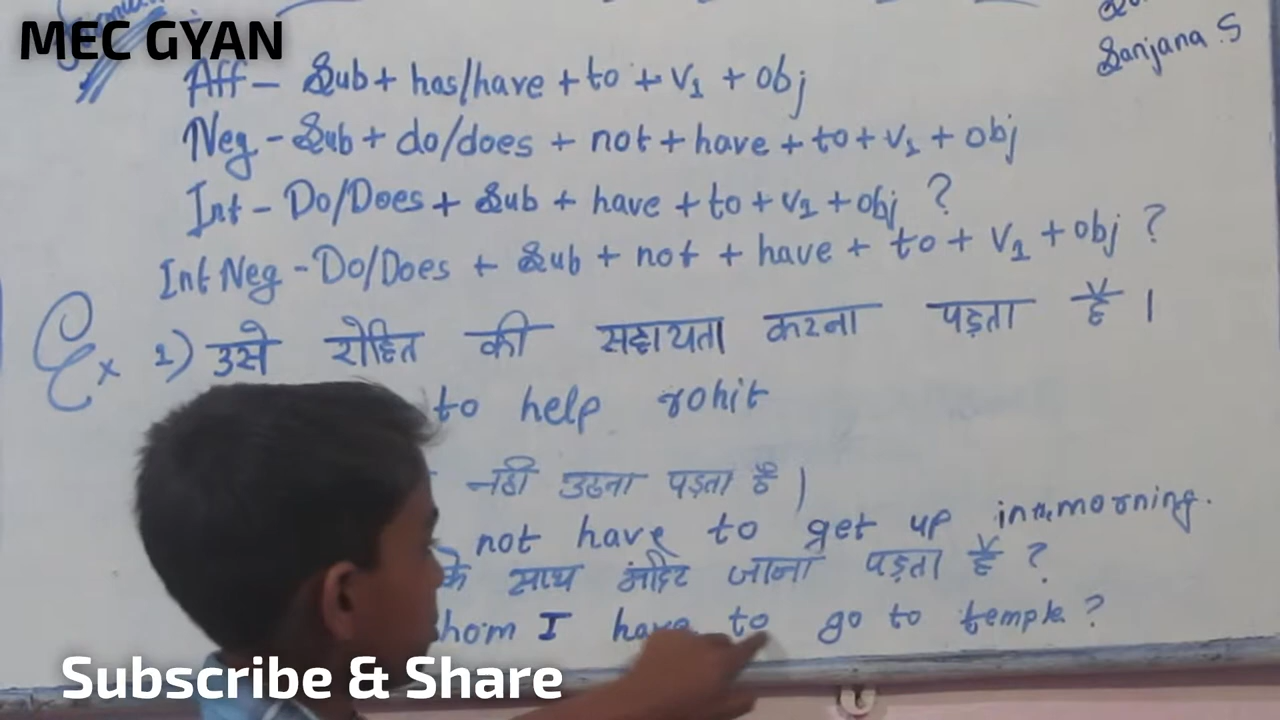 MEC GYAN
Sanjana .S
Aff - Sub + has/have + to + V1 + obj
Neg - Sub + do/does + not + have + to + V1 + obj
Int - Do/Does + Sub + have + to + V1 + obj ?
Int Neg - Do/Does + Sub + not + have + to + V1 + obj ?
Ex 1) उसे रोहित की सहायता करना पड़ता है ।
to help rohit
नही उठना पड़ता है ।
not have to get up in the morning.
के साथ मंदिर जाना पड़ता है ?
hom I have to go to temple ?
Subscribe & Share